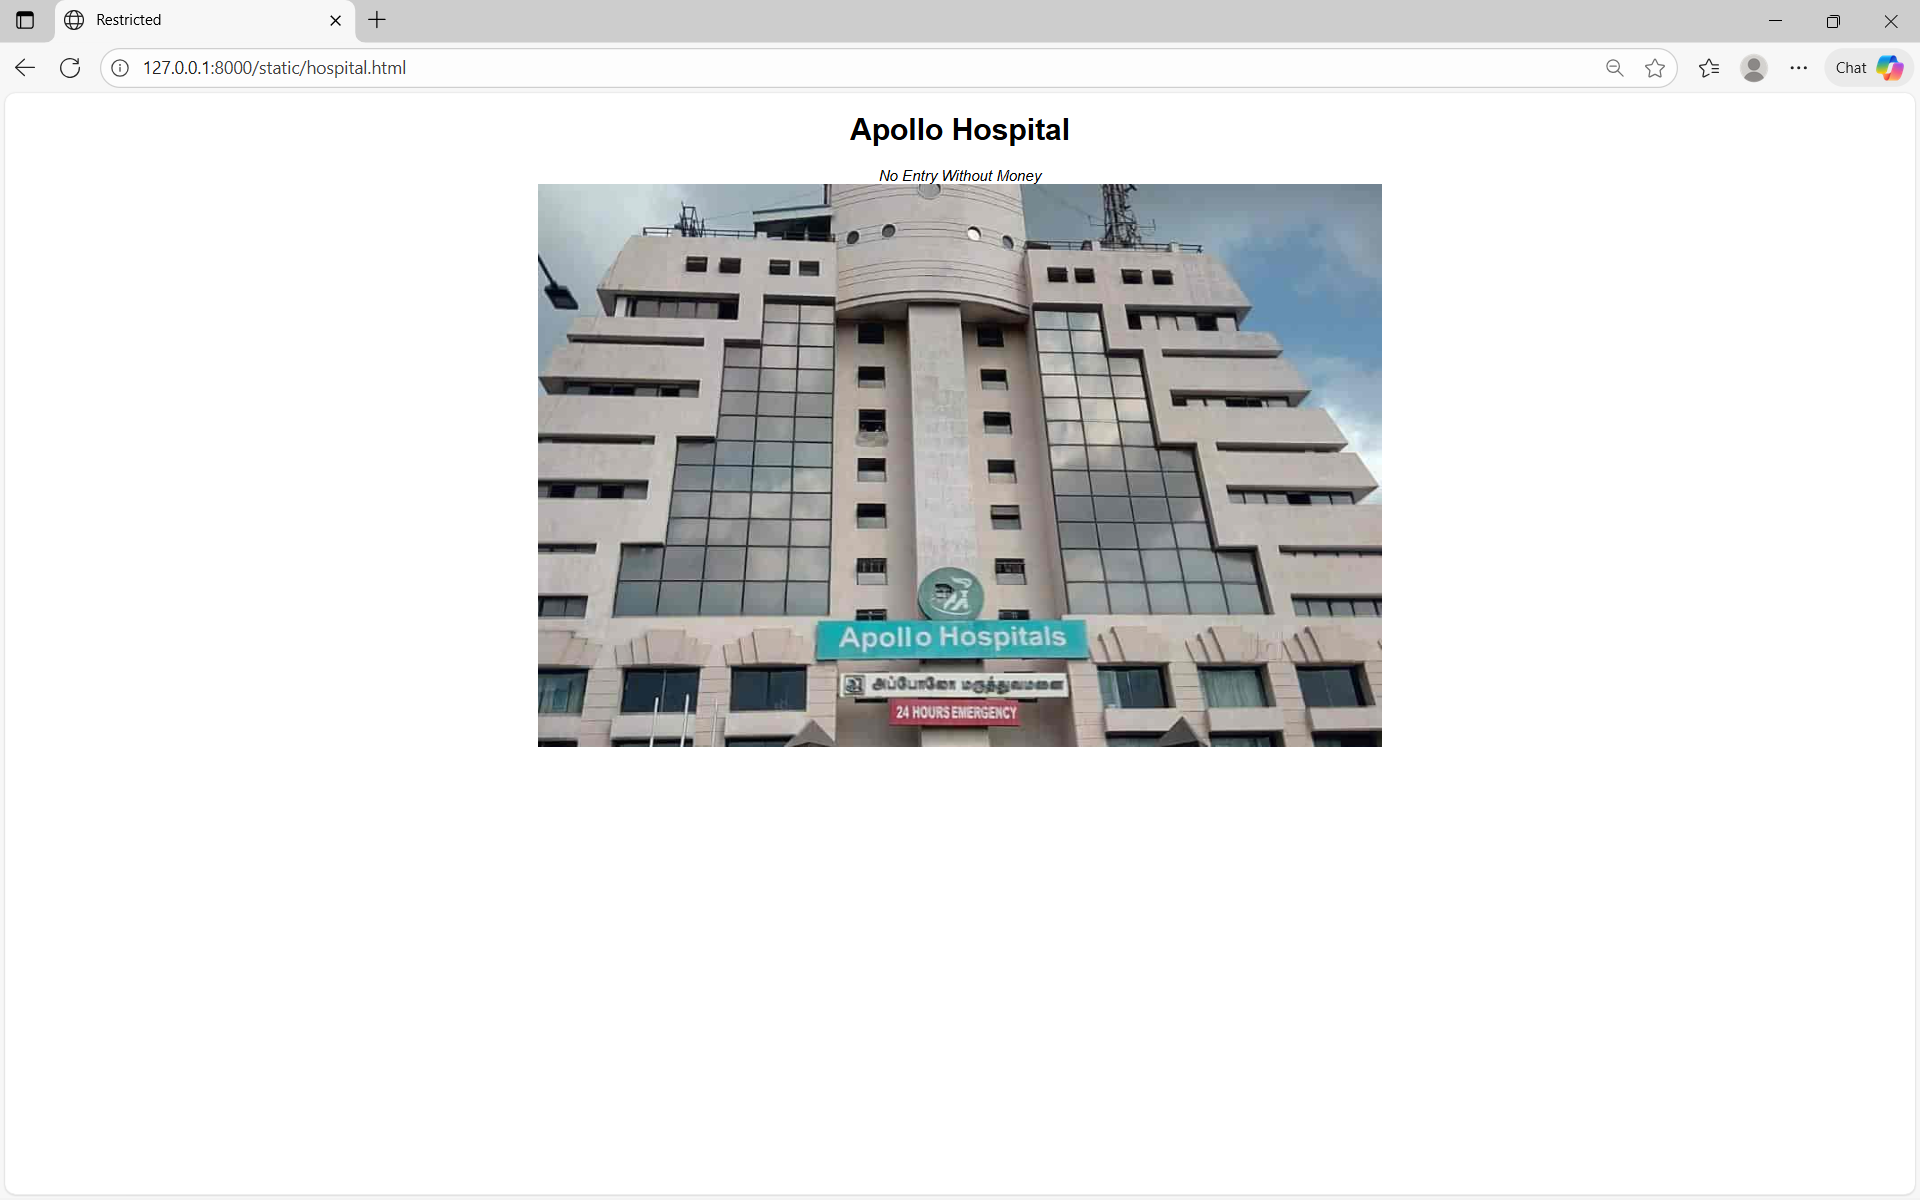 Restricted
127.0.0.1:8000/static/hospital.html
Chat
Apollo Hospital
No Entry Without Money
Apollo Hospitals
அப்போலோ மருத்துவமனை
24 HOURS EMERGENCY